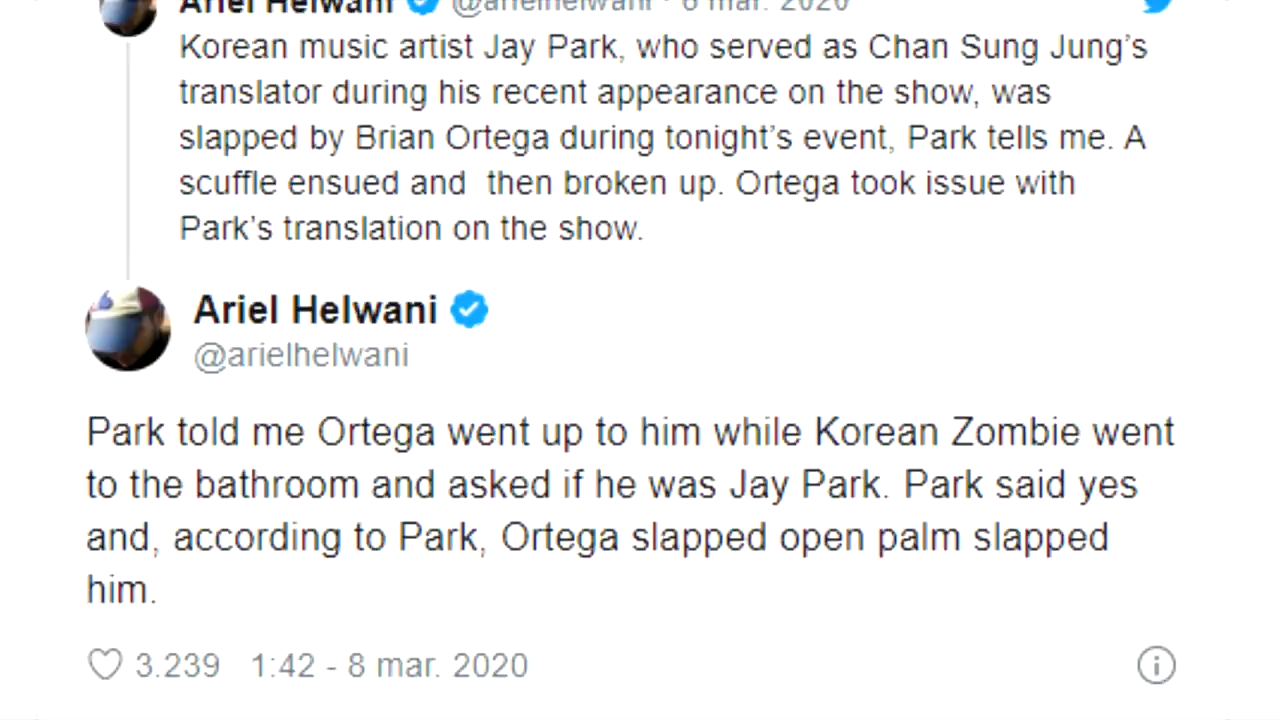 Ariel Helwani @arielhelwani · 8 mar. 2020
Korean music artist Jay Park, who served as Chan Sung Jung’s
translator during his recent appearance on the show, was
slapped by Brian Ortega during tonight’s event, Park tells me. A
scuffle ensued and  then broken up. Ortega took issue with
Park’s translation on the show.
Ariel Helwani
@arielhelwani
Park told me Ortega went up to him while Korean Zombie went
to the bathroom and asked if he was Jay Park. Park said yes
and, according to Park, Ortega slapped open palm slapped
him.
3.239 1:42 - 8 mar. 2020